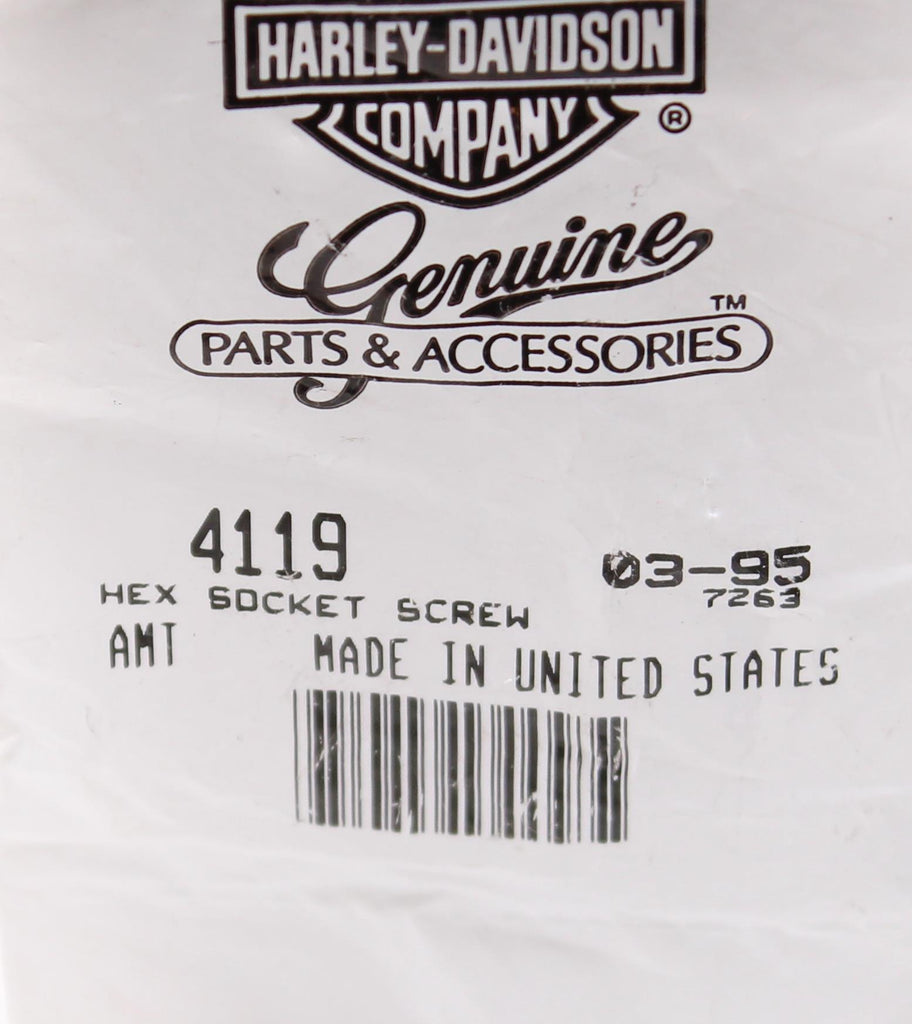 HARLEY-DAVIDSON
COMPANY ®
Genuine
PARTS & ACCESSORIES ™
4119 03-95
HEX SOCKET SCREW 7263
AMT MADE IN UNITED STATES